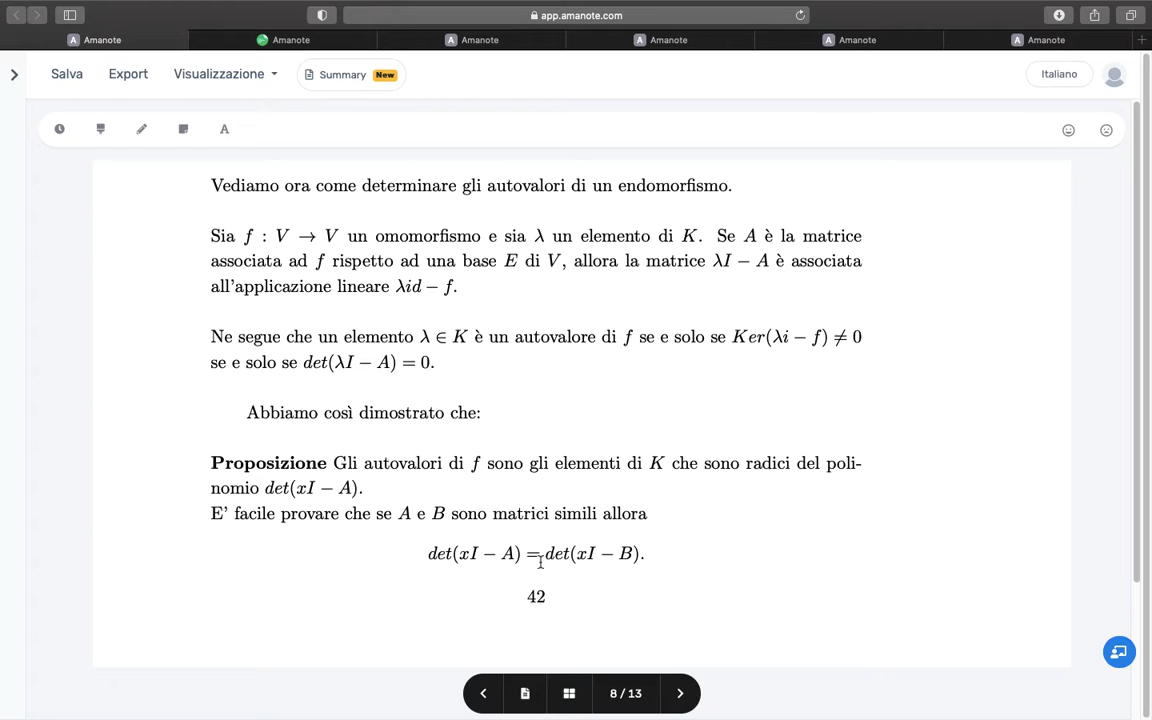 app.amanote.com
Amanote
Amanote
Amanote
Amanote
Amanote
Amanote
Salva
Export
Visualizzazione
Summary
New
Italiano
Vediamo ora come determinare gli autovalori di un endomorfismo.
Sia f : V → V un omomorfismo e sia λ un elemento di K. Se A è la matrice
associata ad f rispetto ad una base E di V, allora la matrice λI − A è associata
all'applicazione lineare λid − f.
Ne segue che un elemento λ ∈ K è un autovalore di f se e solo se Ker(λi − f) ≠ 0
se e solo se det(λI − A) = 0.
Abbiamo così dimostrato che:
Proposizione Gli autovalori di f sono gli elementi di K che sono radici del poli-
nomio det(xI − A).
E' facile provare che se A e B sono matrici simili allora
det(xI − A) = det(xI − B).
42
8 / 13